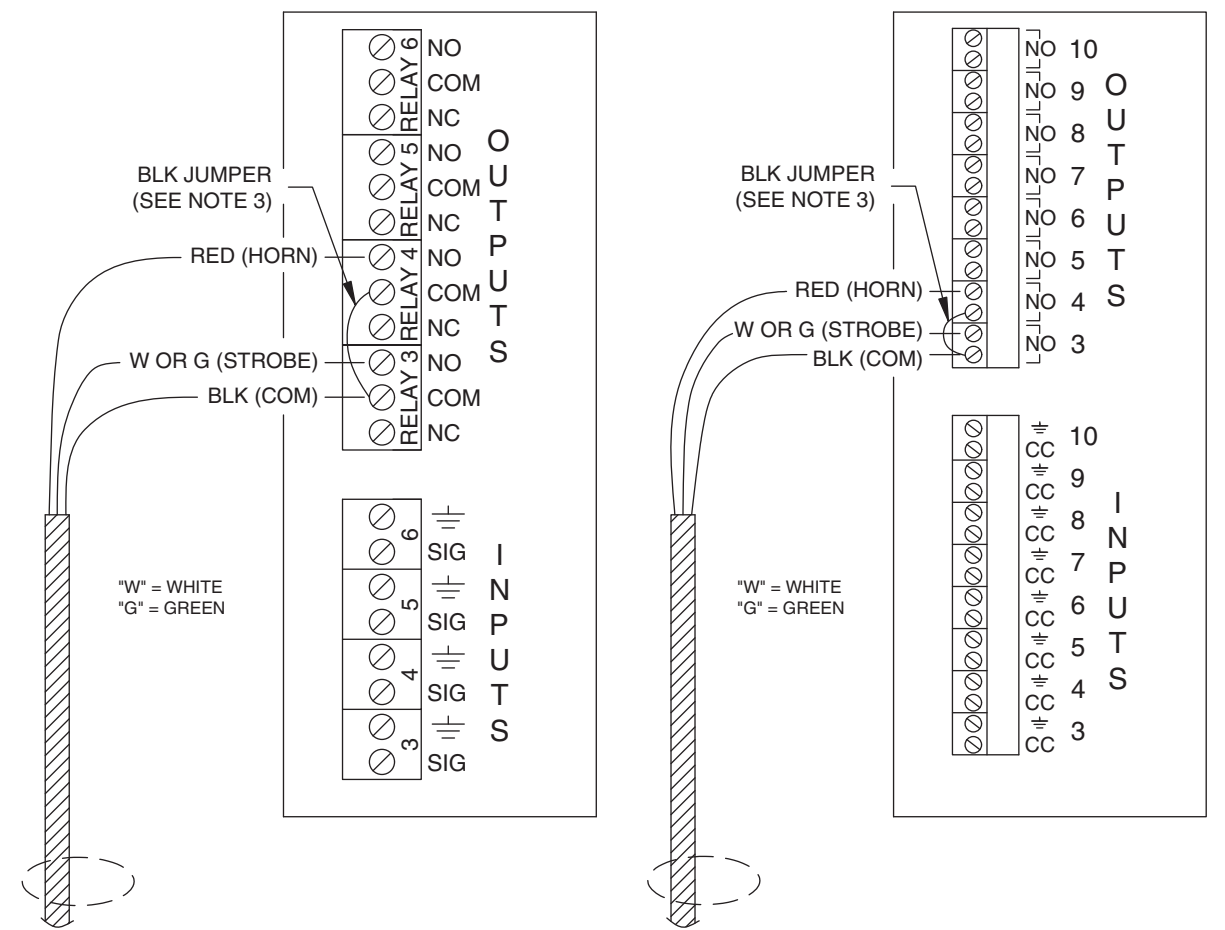 RELAY 6
NO
COM
NC
RELAY 5
NO
COM
NC
RELAY 4
NO
COM
NC
RELAY 3
NO
COM
NC
OUTPUTS
BLK JUMPER
(SEE NOTE 3)
RED (HORN)
W OR G (STROBE)
BLK (COM)
6
SIG
5
SIG
4
SIG
3
SIG
INPUTS
"W" = WHITE
"G" = GREEN
NO 10
NO 9
NO 8
NO 7
NO 6
NO 5
NO 4
NO 3
OUTPUTS
BLK JUMPER
(SEE NOTE 3)
RED (HORN)
W OR G (STROBE)
BLK (COM)
10
CC
9
CC
8
CC
7
CC
6
CC
5
CC
4
CC
3
CC
INPUTS
"W" = WHITE
"G" = GREEN